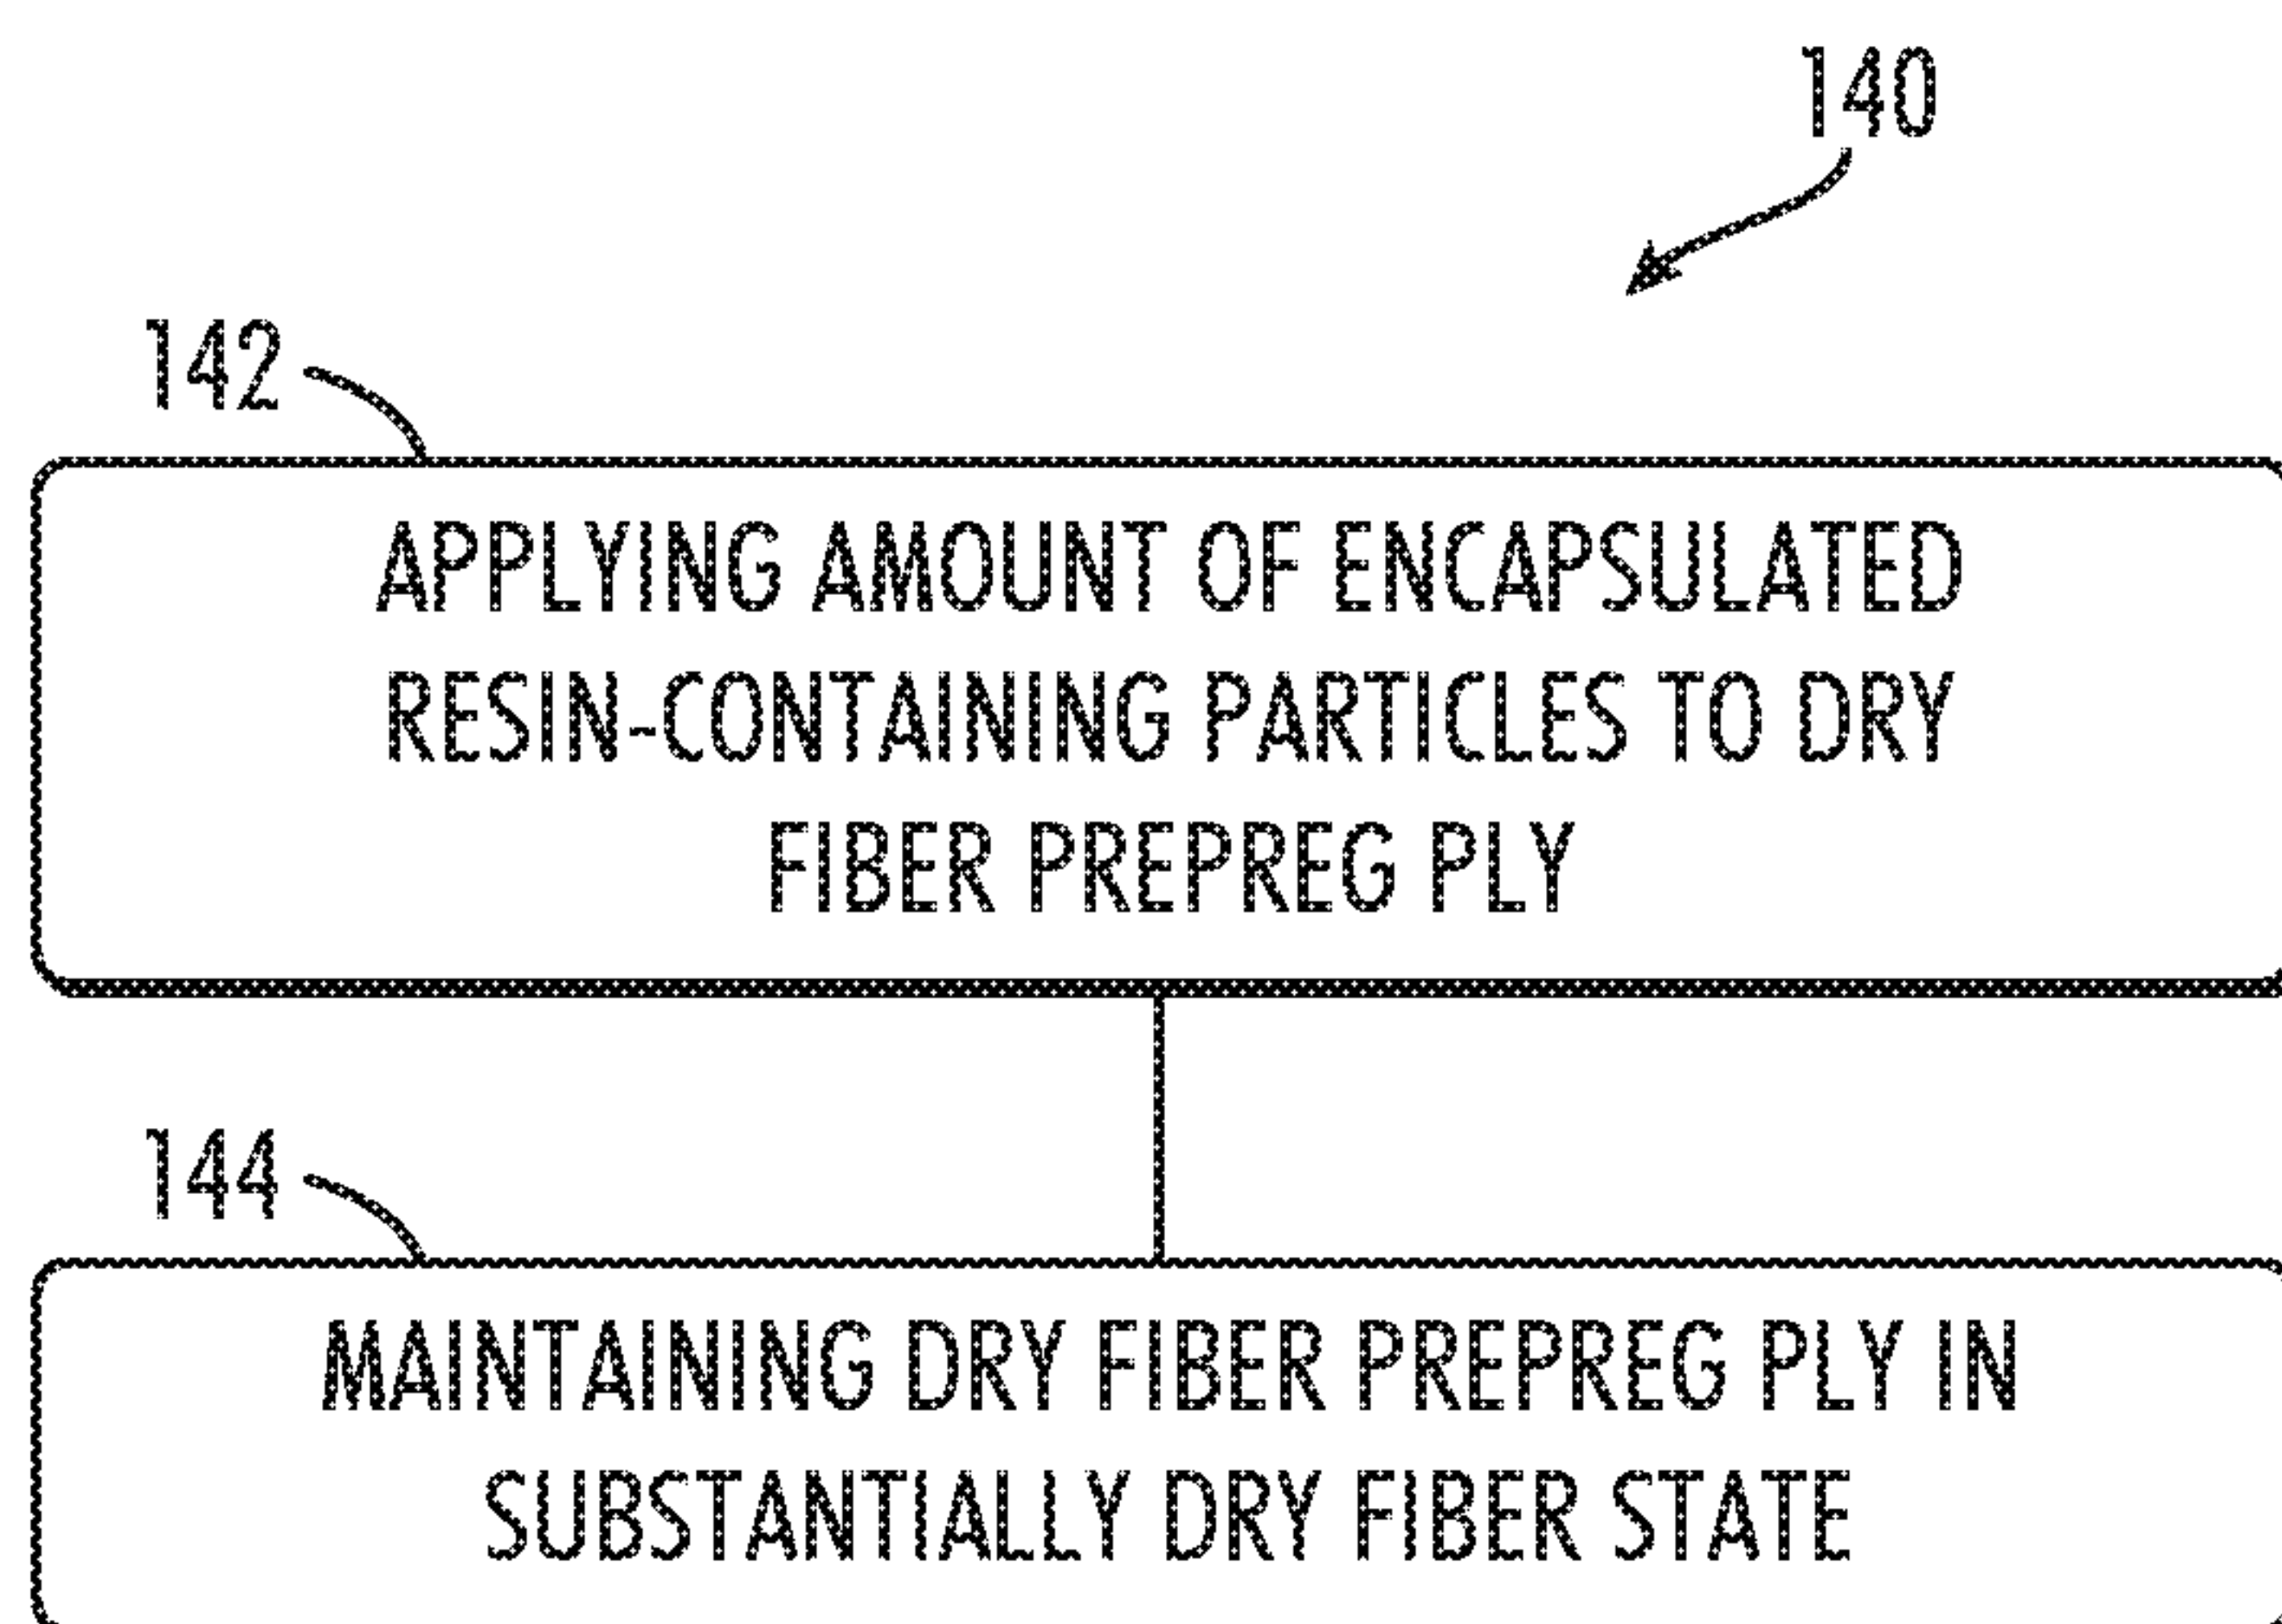 140
142
APPLYING AMOUNT OF ENCAPSULATED
RESIN-CONTAINING PARTICLES TO DRY
FIBER PREPREG PLY
144
MAINTAINING DRY FIBER PREPREG PLY IN
SUBSTANTIALLY DRY FIBER STATE